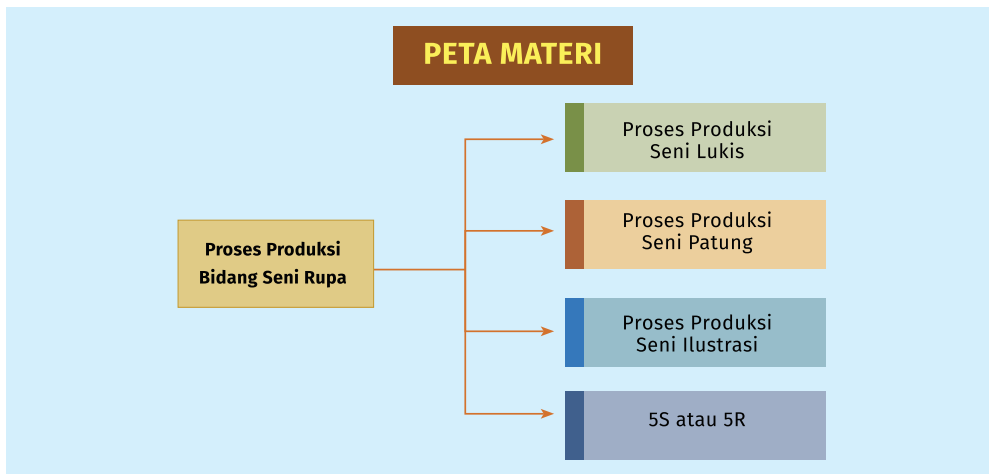 PETA MATERI
Proses Produksi
Bidang Seni Rupa
Proses Produksi
Seni Lukis
Proses Produksi
Seni Patung
Proses Produksi
Seni Ilustrasi
5S atau 5R